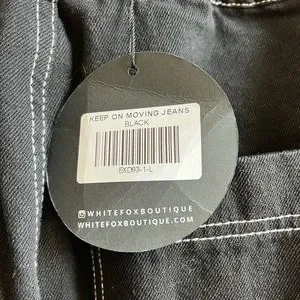 KEEP ON MOVING JEANS
BLACK
EXD93-1-L
WHITEFOXBOUTIQUE
WHITEFOXBOUTIQUE.COM